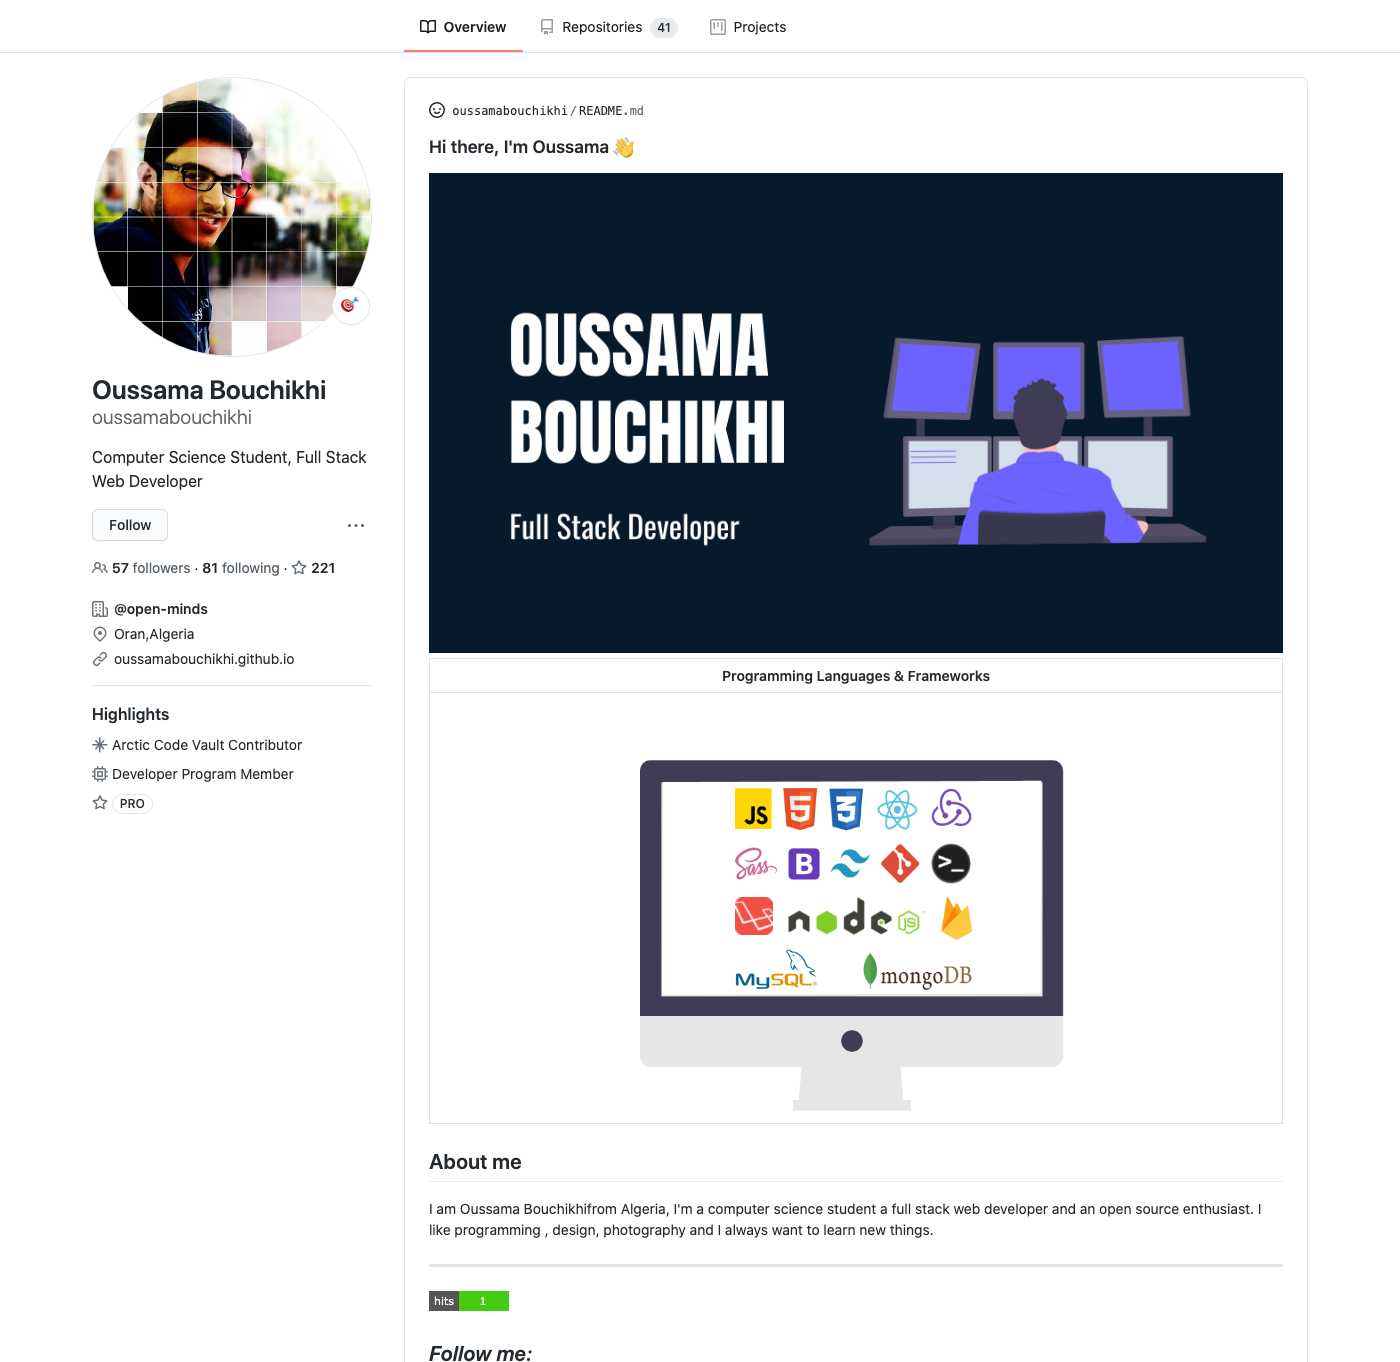 Overview
Repositories 41
Projects
oussamabouchikhi/README.md
Hi there, I'm Oussama 👋
OUSSAMA
BOUCHIKHI
Full Stack Developer
Oussama Bouchikhi
oussamabouchikhi
Computer Science Student, Full Stack
Web Developer
Follow
57 followers · 81 following · 221
@open-minds
Oran,Algeria
oussamabouchikhi.github.io
Highlights
Arctic Code Vault Contributor
Developer Program Member
PRO
Programming Languages & Frameworks
JS 5 3
Sass B >_
node JS
MySQL mongoDB
About me
I am Oussama Bouchikhifrom Algeria, I'm a computer science student a full stack web developer and an open source enthusiast. I
like programming , design, photography and I always want to learn new things.
hits 1
Follow me: